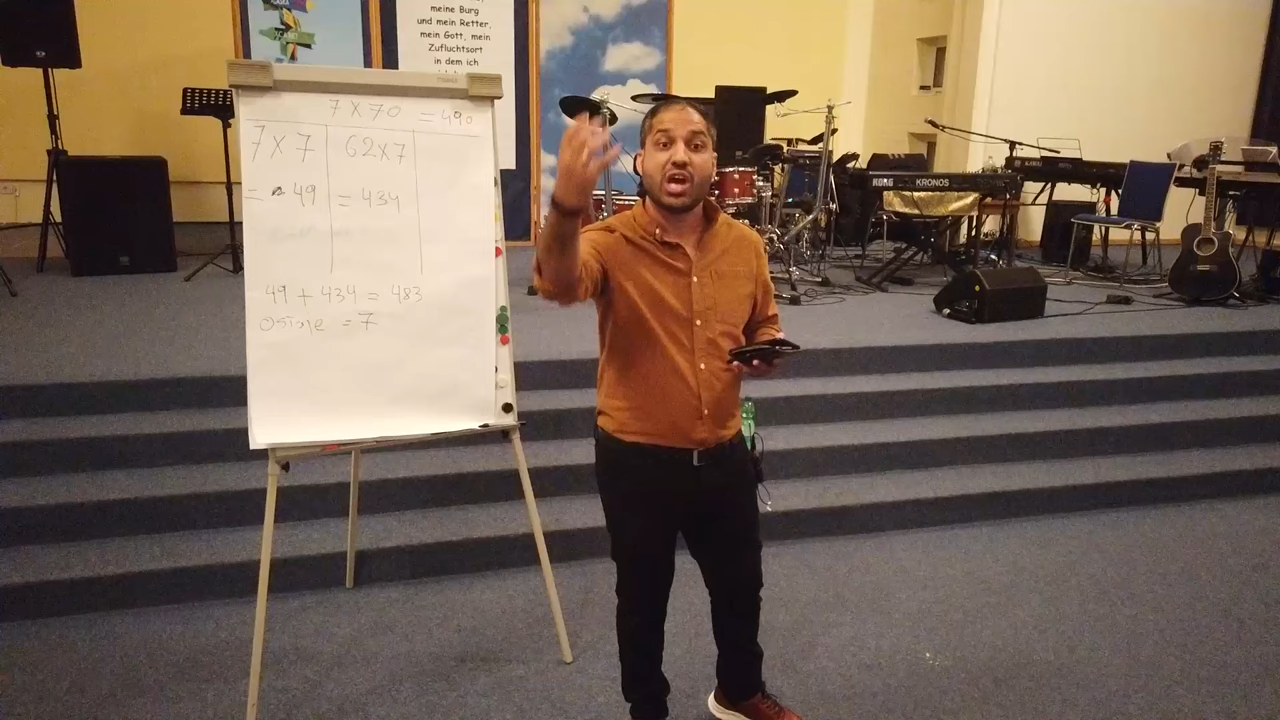 meine Burg
und mein Retter,
mein Gott, mein
Zufluchtsort
in dem ich
7 X 70 = 490
7 X 7
= 49
62 X 7
= 434
49 + 434 = 483
= 7
KORG KRONOS